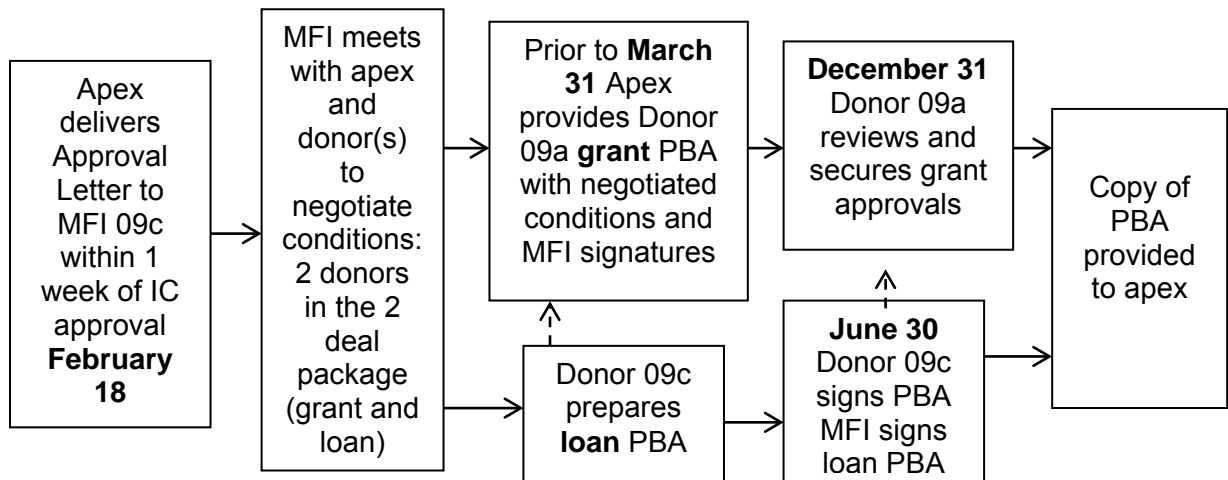 Apex
delivers
Approval
Letter to
MFI 09c
within 1
week of IC
approval
February
18
MFI meets
with apex
and
donor(s)
to
negotiate
conditions:
2 donors
in the 2
deal
package
(grant and
loan)
Prior to March
31 Apex
provides Donor
09a grant PBA
with negotiated
conditions and
MFI signatures
December 31
Donor 09a
reviews and
secures grant
approvals
Donor 09c
prepares
loan PBA
June 30
Donor 09c
signs PBA
MFI signs
loan PBA
Copy of
PBA
provided
to apex